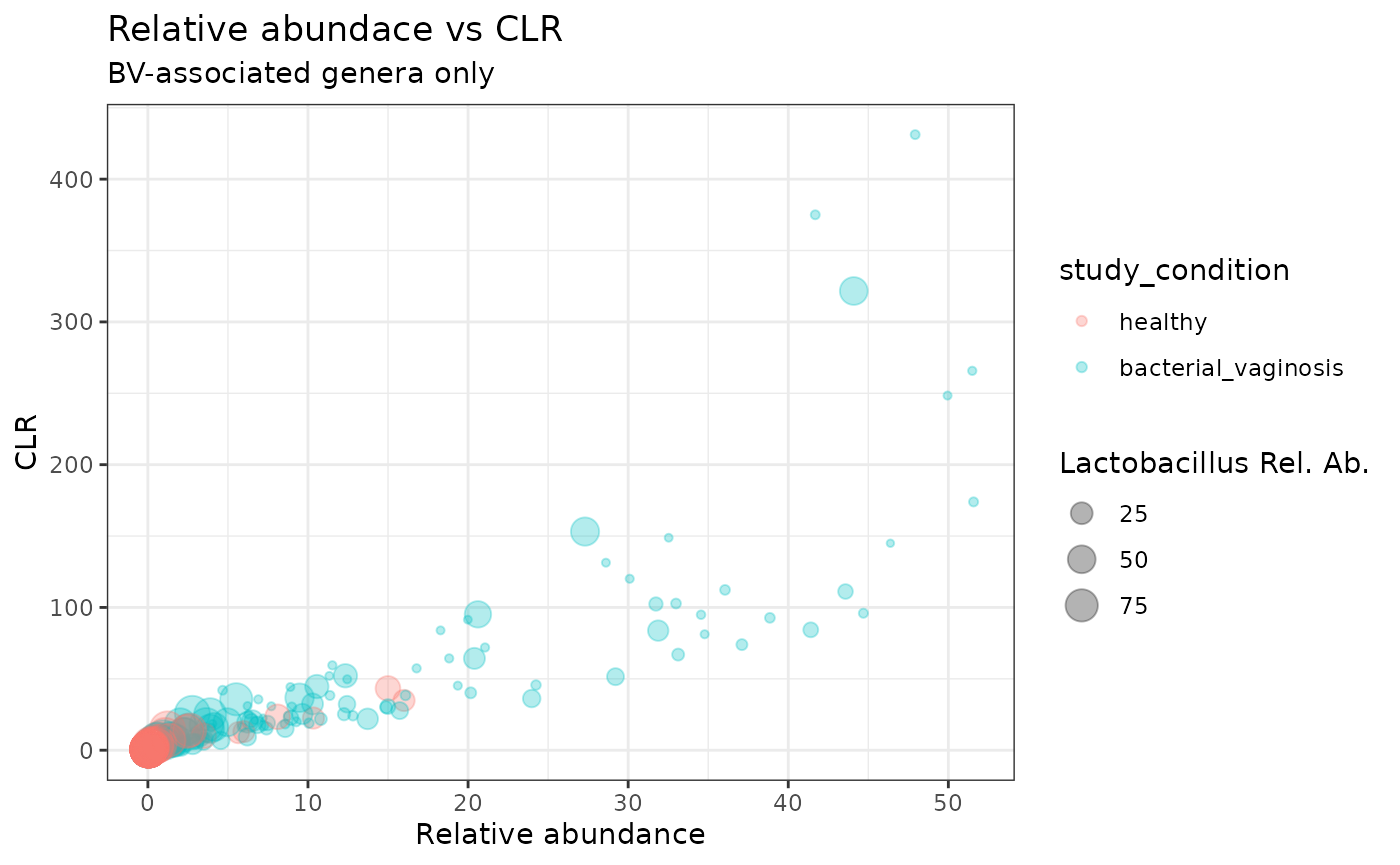 Relative abundace vs CLR
BV-associated genera only
CLR
400
300
200
100
0
0 10 20 30 40 50
Relative abundance
study_condition
healthy
bacterial_vaginosis
Lactobacillus Rel. Ab.
25
50
75